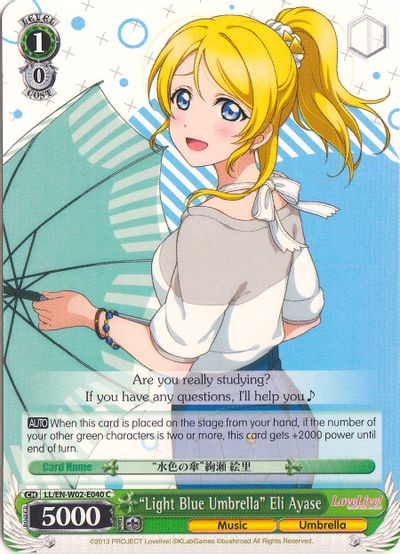 LEVEL
1
0
COST
Are you really studying?
If you have any questions, I'll help you♪
AUTO When this card is placed on the stage from your hand, if the number of
your other green characters is two or more, this card gets +2000 power until
end of turn.
Card Name “水色の傘”絢瀬 絵里
CH LL/EN-W02-E040 C
POWER 5000
“Light Blue Umbrella” Eli Ayase
LoveLive!
Music Umbrella
©2013 PROJECT Lovelive! ©KLabGames ©bushiroad All Rights Reserved.